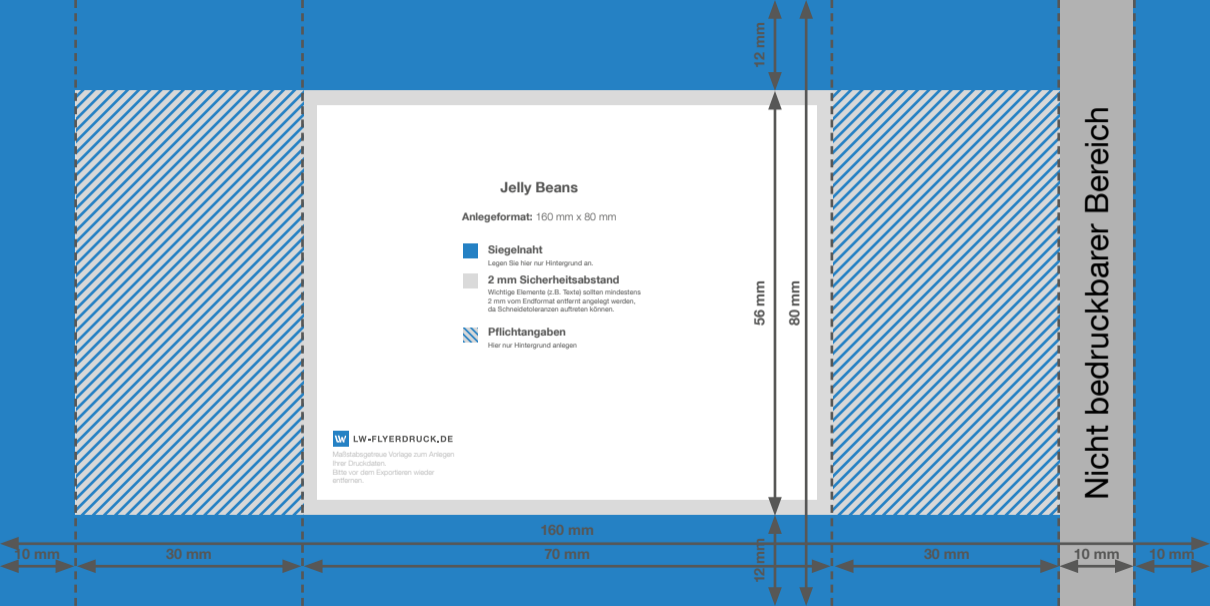 12 mm
Jelly Beans
Anlegeformat: 160 mm x 80 mm
Siegelnaht
Legen Sie hier nur Hintergrund an.
2 mm Sicherheitsabstand
Wichtige Elemente (z.B. Texte) sollten mindestens
2 mm vom Endformat entfernt angelegt werden,
da Schneidetoleranzen auftreten können.
Pflichtangaben
Hier nur Hintergrund anlegen
56 mm
80 mm
Nicht bedruckbarer Bereich
LW-FLYERDRUCK.DE
Maßstabsgetreue Vorlage zum Anlegen
Ihrer Druckdaten.
Bitte vor dem Exportieren wieder
entfernen.
160 mm
10 mm
30 mm
70 mm
12 mm
30 mm
10 mm
10 mm